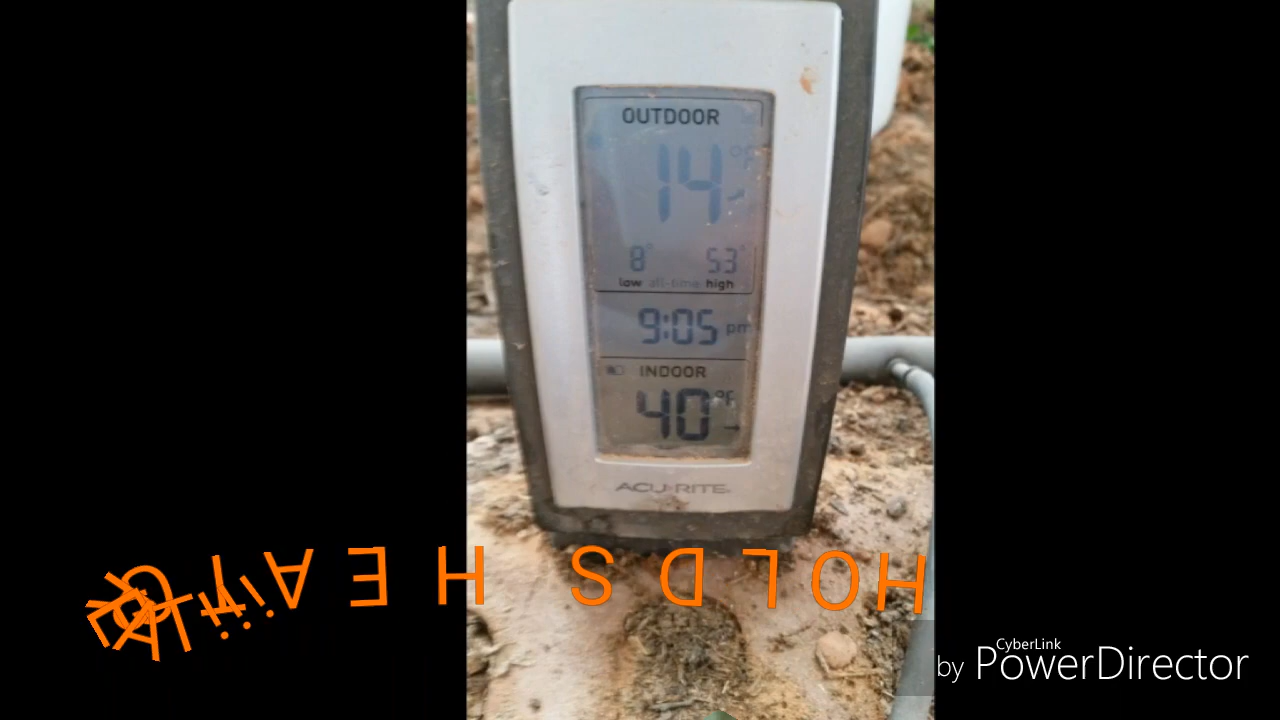 OUTDOOR
14 °F
8° 53°
low all-time high
9:05 pm
INDOOR
40 °F
ACU·RITE
HOLDS HEAT
CyberLink
by PowerDirector